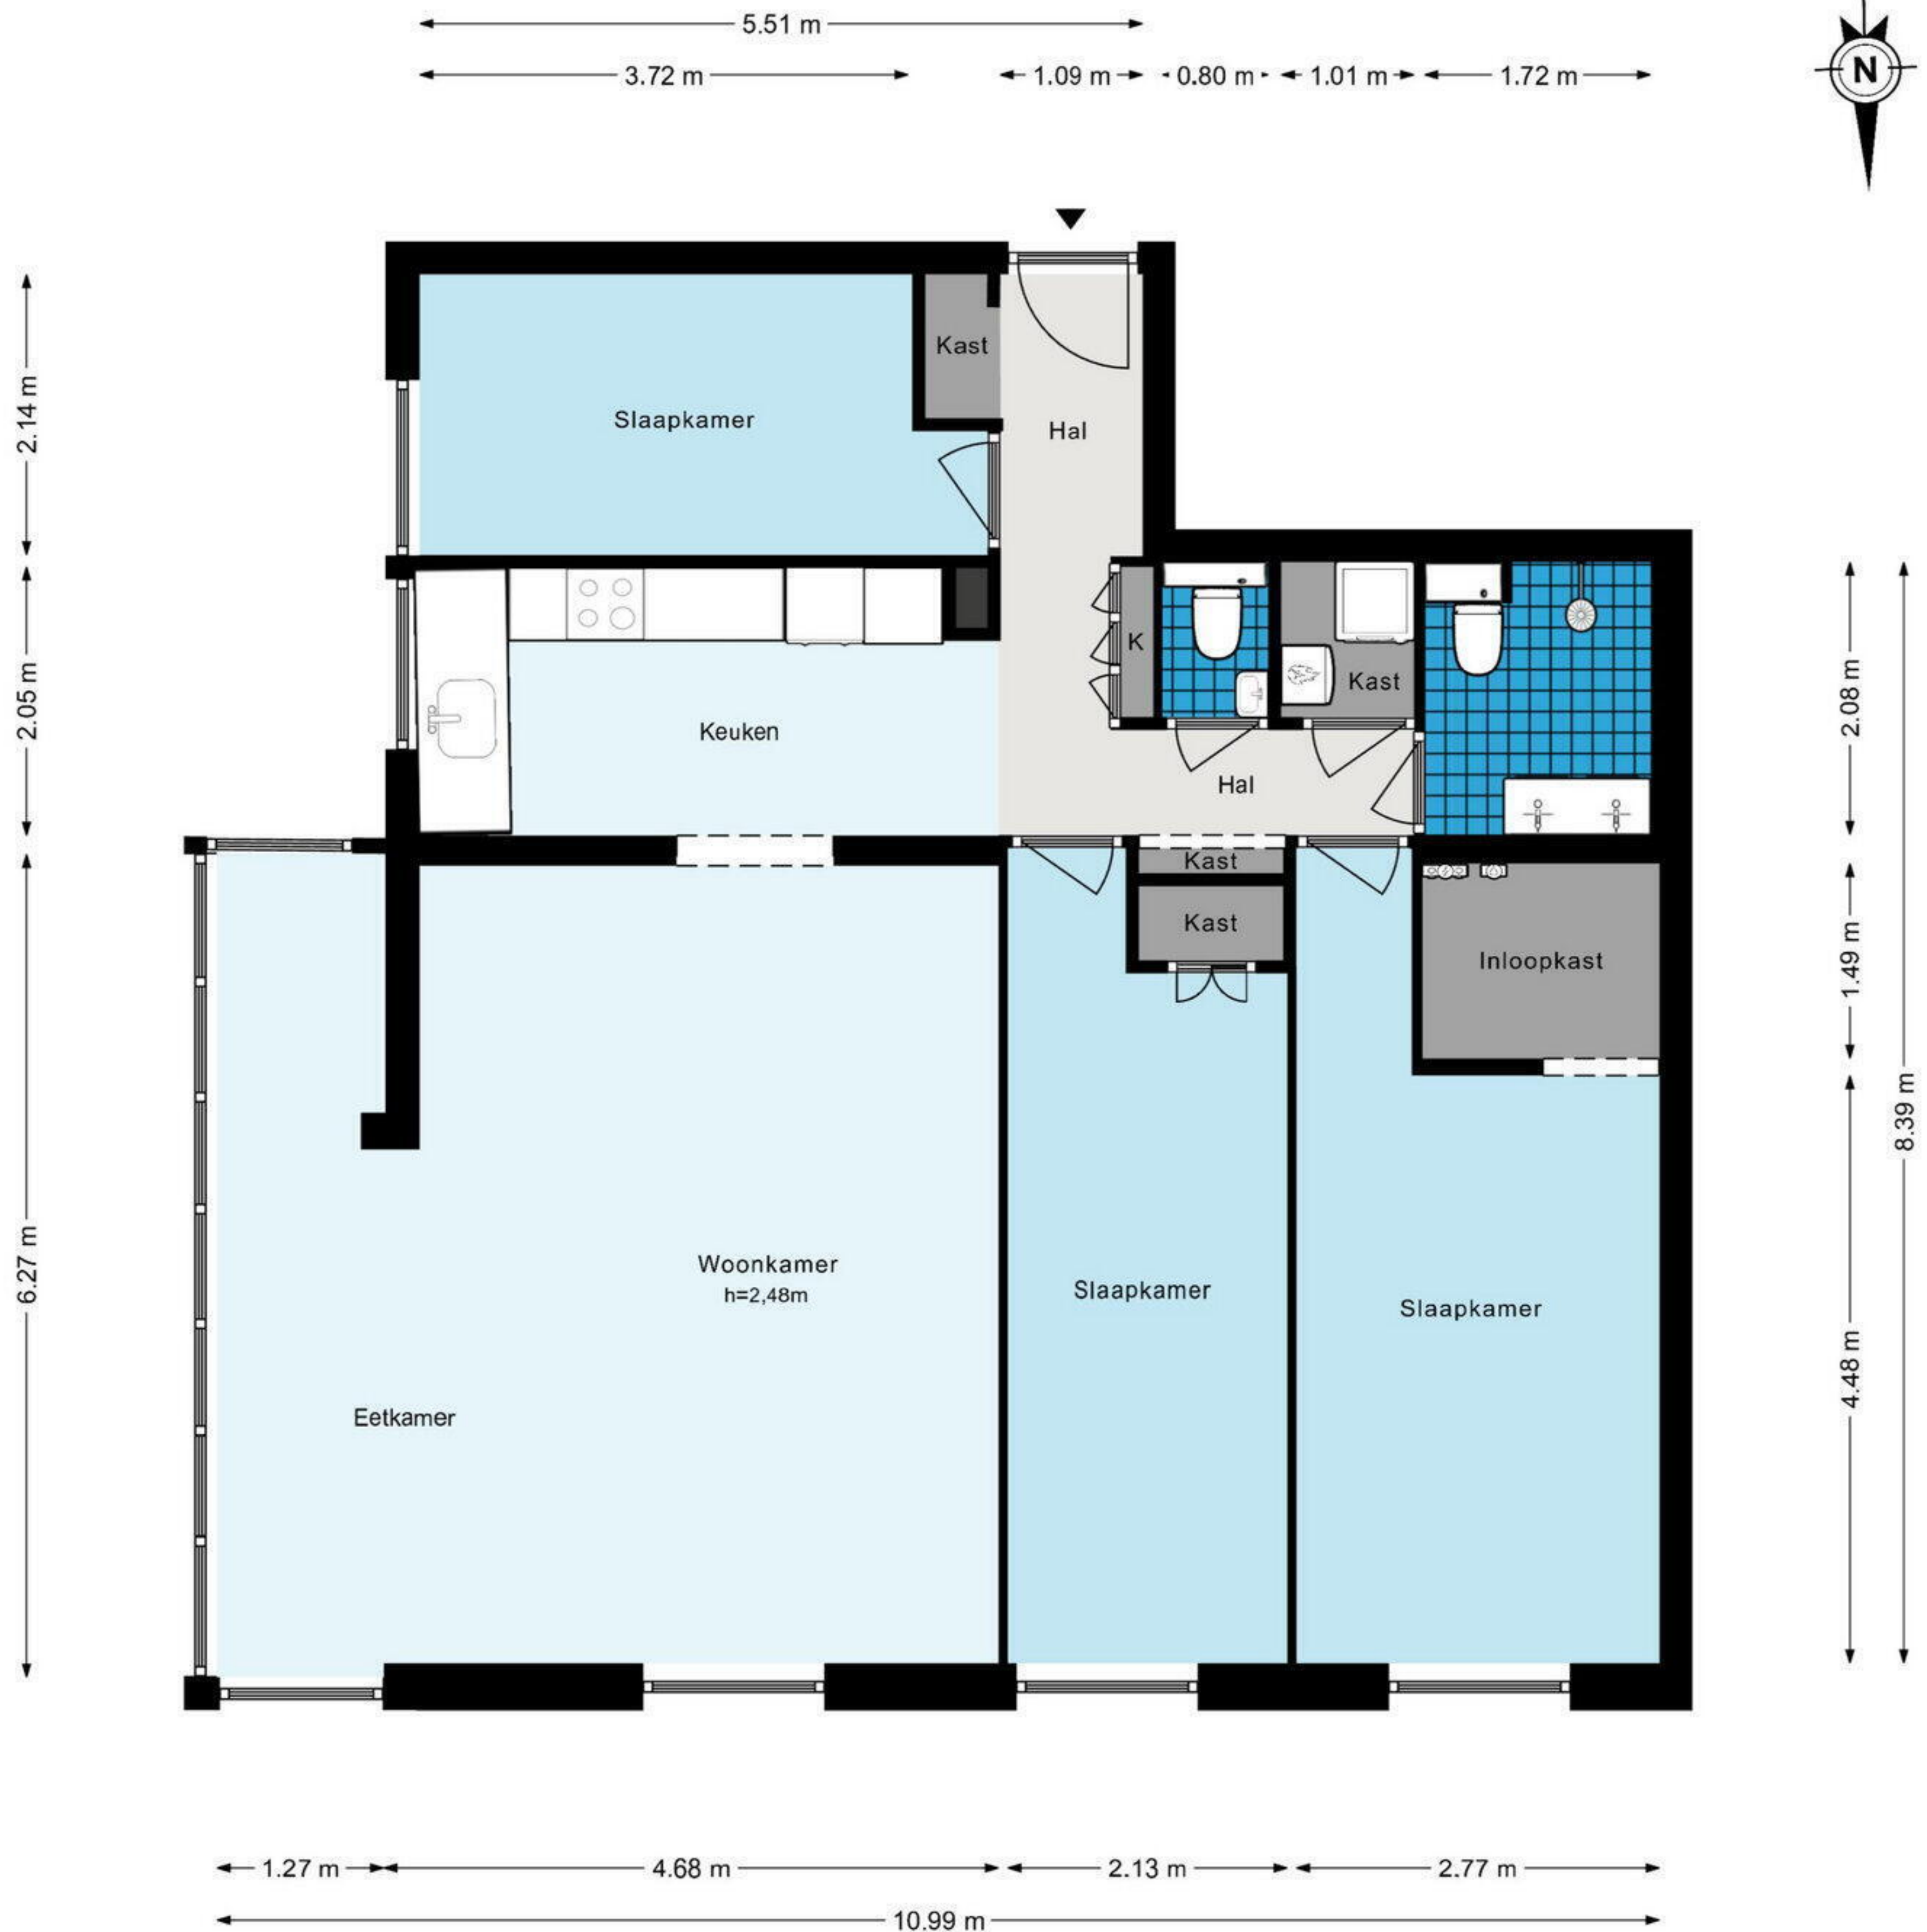 5.51 m
3.72 m
1.09 m
0.80 m
1.01 m
1.72 m
N
2.14 m
Kast
Slaapkamer
Hal
2.05 m
K
Kast
2.08 m
Keuken
Hal
Kast
Kast
Inloopkast
1.49 m
8.39 m
6.27 m
Woonkamer
h=2,48m
Slaapkamer
Slaapkamer
4.48 m
Eetkamer
1.27 m
4.68 m
2.13 m
2.77 m
10.99 m